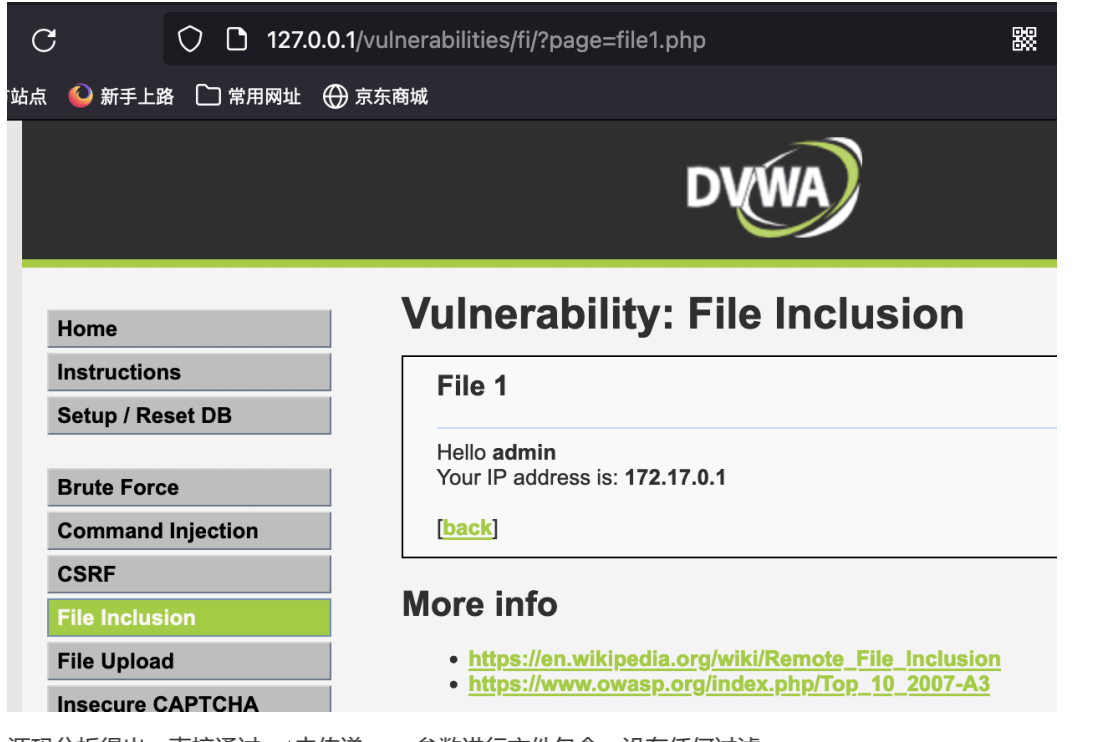 127.0.0.1/vulnerabilities/fi/?page=file1.php
站点 新手上路 常用网址 京东商城
DVWA
Home
Instructions
Setup / Reset DB
Brute Force
Command Injection
CSRF
File Inclusion
File Upload
Insecure CAPTCHA
Vulnerability: File Inclusion
File 1
Hello admin
Your IP address is: 172.17.0.1
[back]
More info
https://en.wikipedia.org/wiki/Remote_File_Inclusion
https://www.owasp.org/index.php/Top_10_2007-A3